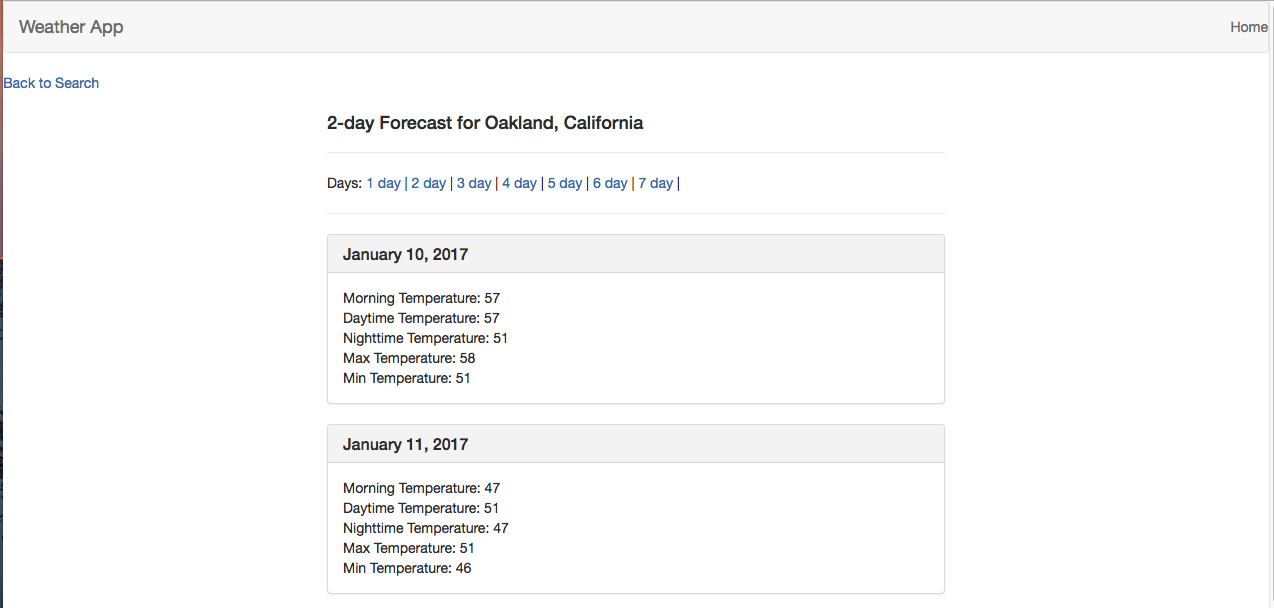 Weather App
Home
Back to Search
2-day Forecast for Oakland, California
Days: 1 day | 2 day | 3 day | 4 day | 5 day | 6 day | 7 day |
January 10, 2017
Morning Temperature: 57
Daytime Temperature: 57
Nighttime Temperature: 51
Max Temperature: 58
Min Temperature: 51
January 11, 2017
Morning Temperature: 47
Daytime Temperature: 51
Nighttime Temperature: 47
Max Temperature: 51
Min Temperature: 46